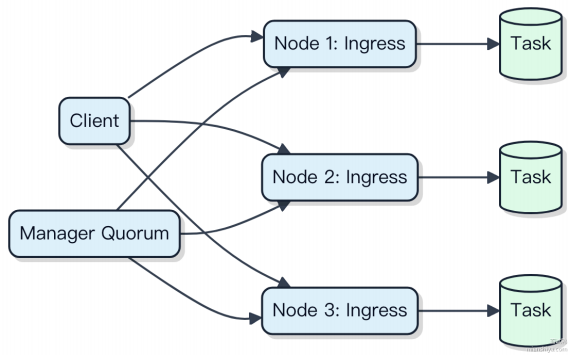 Node 1: Ingress
Task
Client
Node 2: Ingress
Task
Manager Quorum
Node 3: Ingress
Task